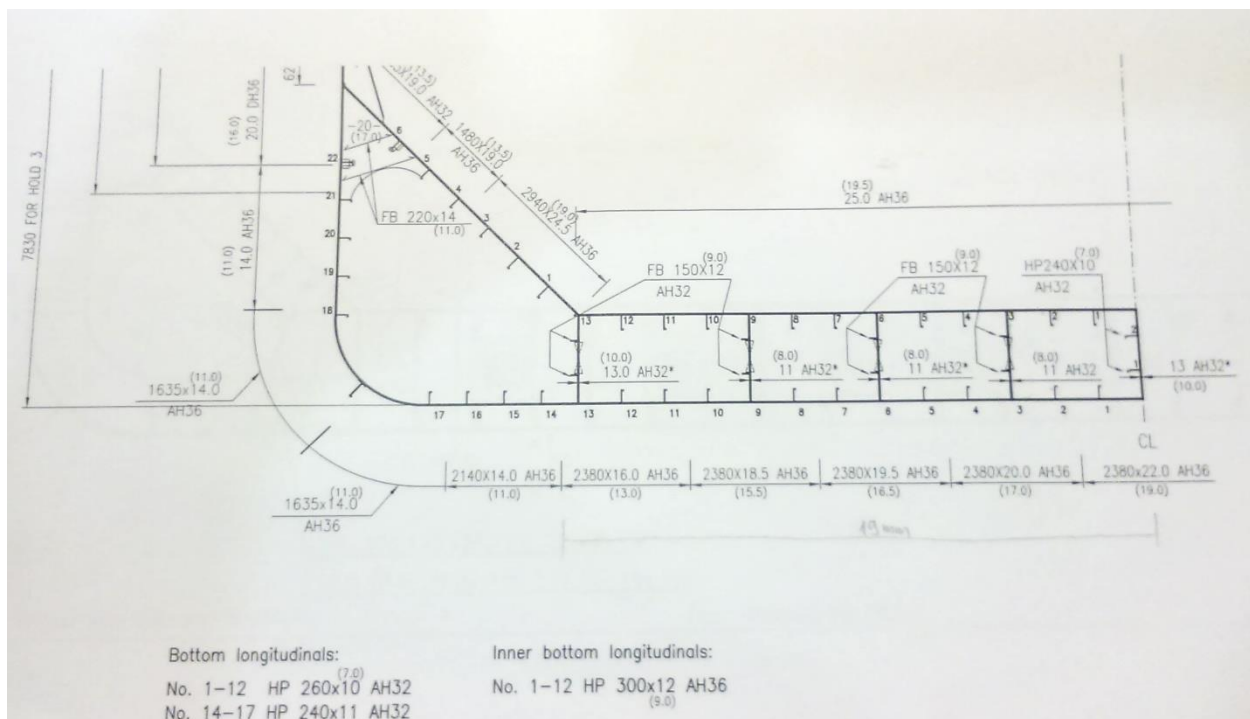 62
(16.0)
20.0 DH36
(13.5)
X19.0 AH32
-20-
(17.0)
(13.5)
1480X19.0
AH36
(19.0)
2940X24.5 AH36
6
5
4
3
2
1
22
21
20
19
18
FB 220x14
(11.0)
7830 FOR HOLD 3
(11.0)
14.0 AH36
(19.5)
25.0 AH36
(9.0)
FB 150X12
AH32
(9.0)
FB 150X12
AH32
(7.0)
HP240X10
AH32
13 12 11 10 9 8 7 6 5 4 3 2 1
2
1
(10.0)
13.0 AH32*
(8.0)
11 AH32*
(8.0)
11 AH32*
(8.0)
11 AH32
13 AH32*
(10.0)
17 16 15 14 13 12 11 10 9 8 7 6 5 4 3 2 1
(11.0)
1635x14.0
AH36
CL
2140X14.0 AH36 2380X16.0 AH36 2380X18.5 AH36 2380X19.5 AH36 2380X20.0 AH36 2380x22.0 AH36
(11.0) (13.0) (15.5) (16.5) (17.0) (19.0)
(11.0)
1635x14.0
AH36
19 mm
Bottom longitudinals:
(7.0)
No. 1-12 HP 260x10 AH32
No. 14-17 HP 240x11 AH32
Inner bottom longitudinals:
No. 1-12 HP 300x12 AH36
(9.0)